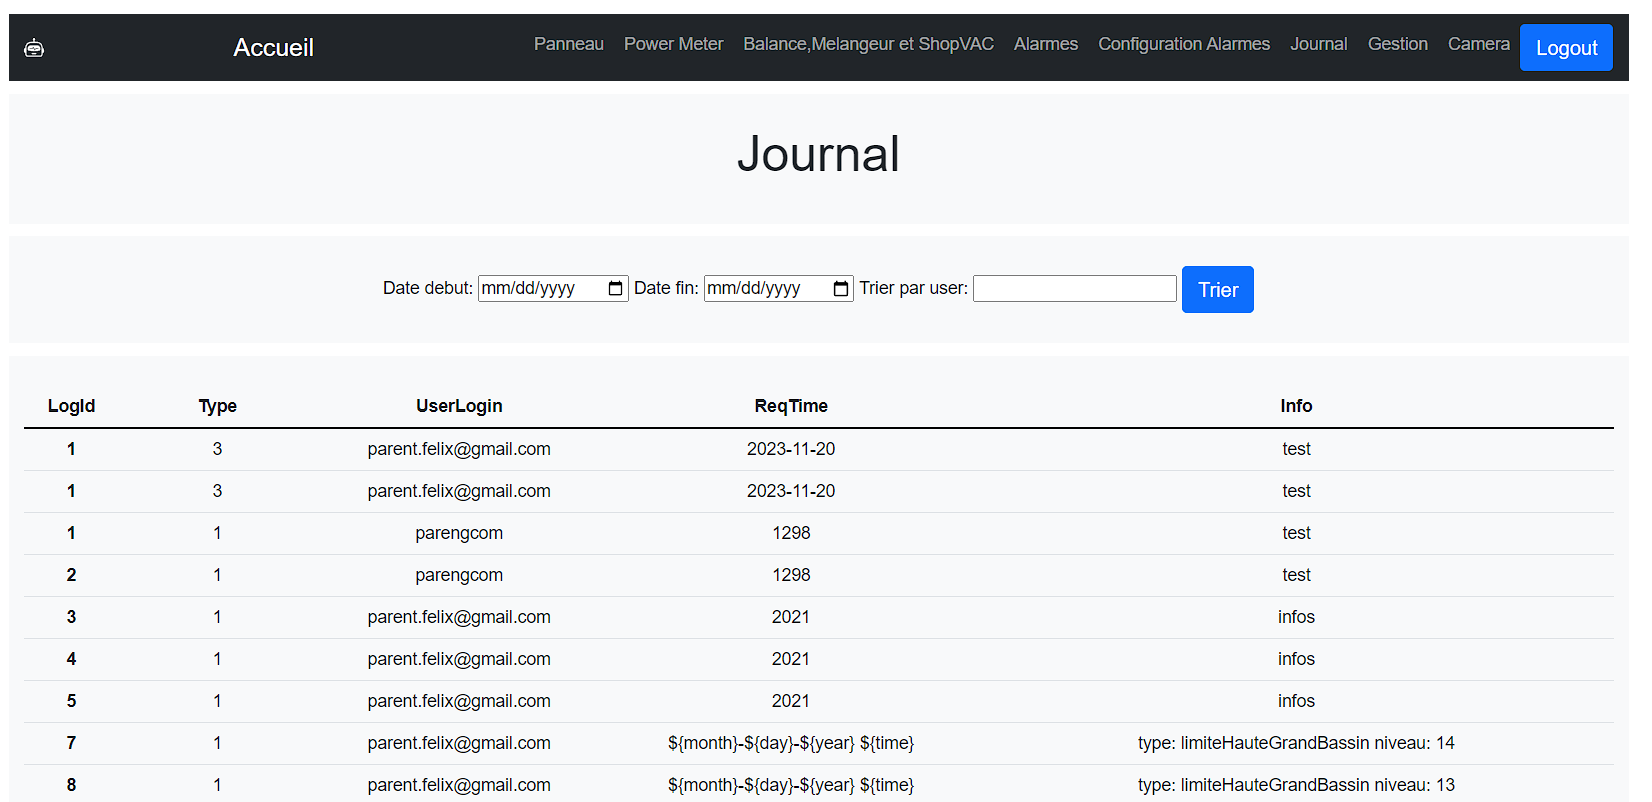 Accueil Panneau Power Meter Balance,Melangeur et ShopVAC Alarmes Configuration Alarmes Journal Gestion Camera Logout
Journal
Date debut: mm/dd/yyyy Date fin: mm/dd/yyyy Trier par user: Trier
LogId Type UserLogin ReqTime Info
1 3 parent.felix@gmail.com 2023-11-20 test
1 3 parent.felix@gmail.com 2023-11-20 test
1 1 parengcom 1298 test
2 1 parengcom 1298 test
3 1 parent.felix@gmail.com 2021 infos
4 1 parent.felix@gmail.com 2021 infos
5 1 parent.felix@gmail.com 2021 infos
7 1 parent.felix@gmail.com ${month}-${day}-${year} ${time} type: limiteHauteGrandBassin niveau: 14
8 1 parent.felix@gmail.com ${month}-${day}-${year} ${time} type: limiteHauteGrandBassin niveau: 13